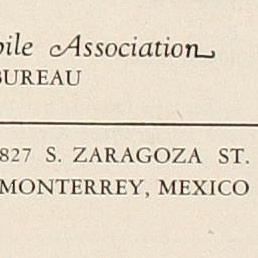 bile Association
BUREAU
827 S. ZARAGOZA ST.
MONTERREY, MEXICO